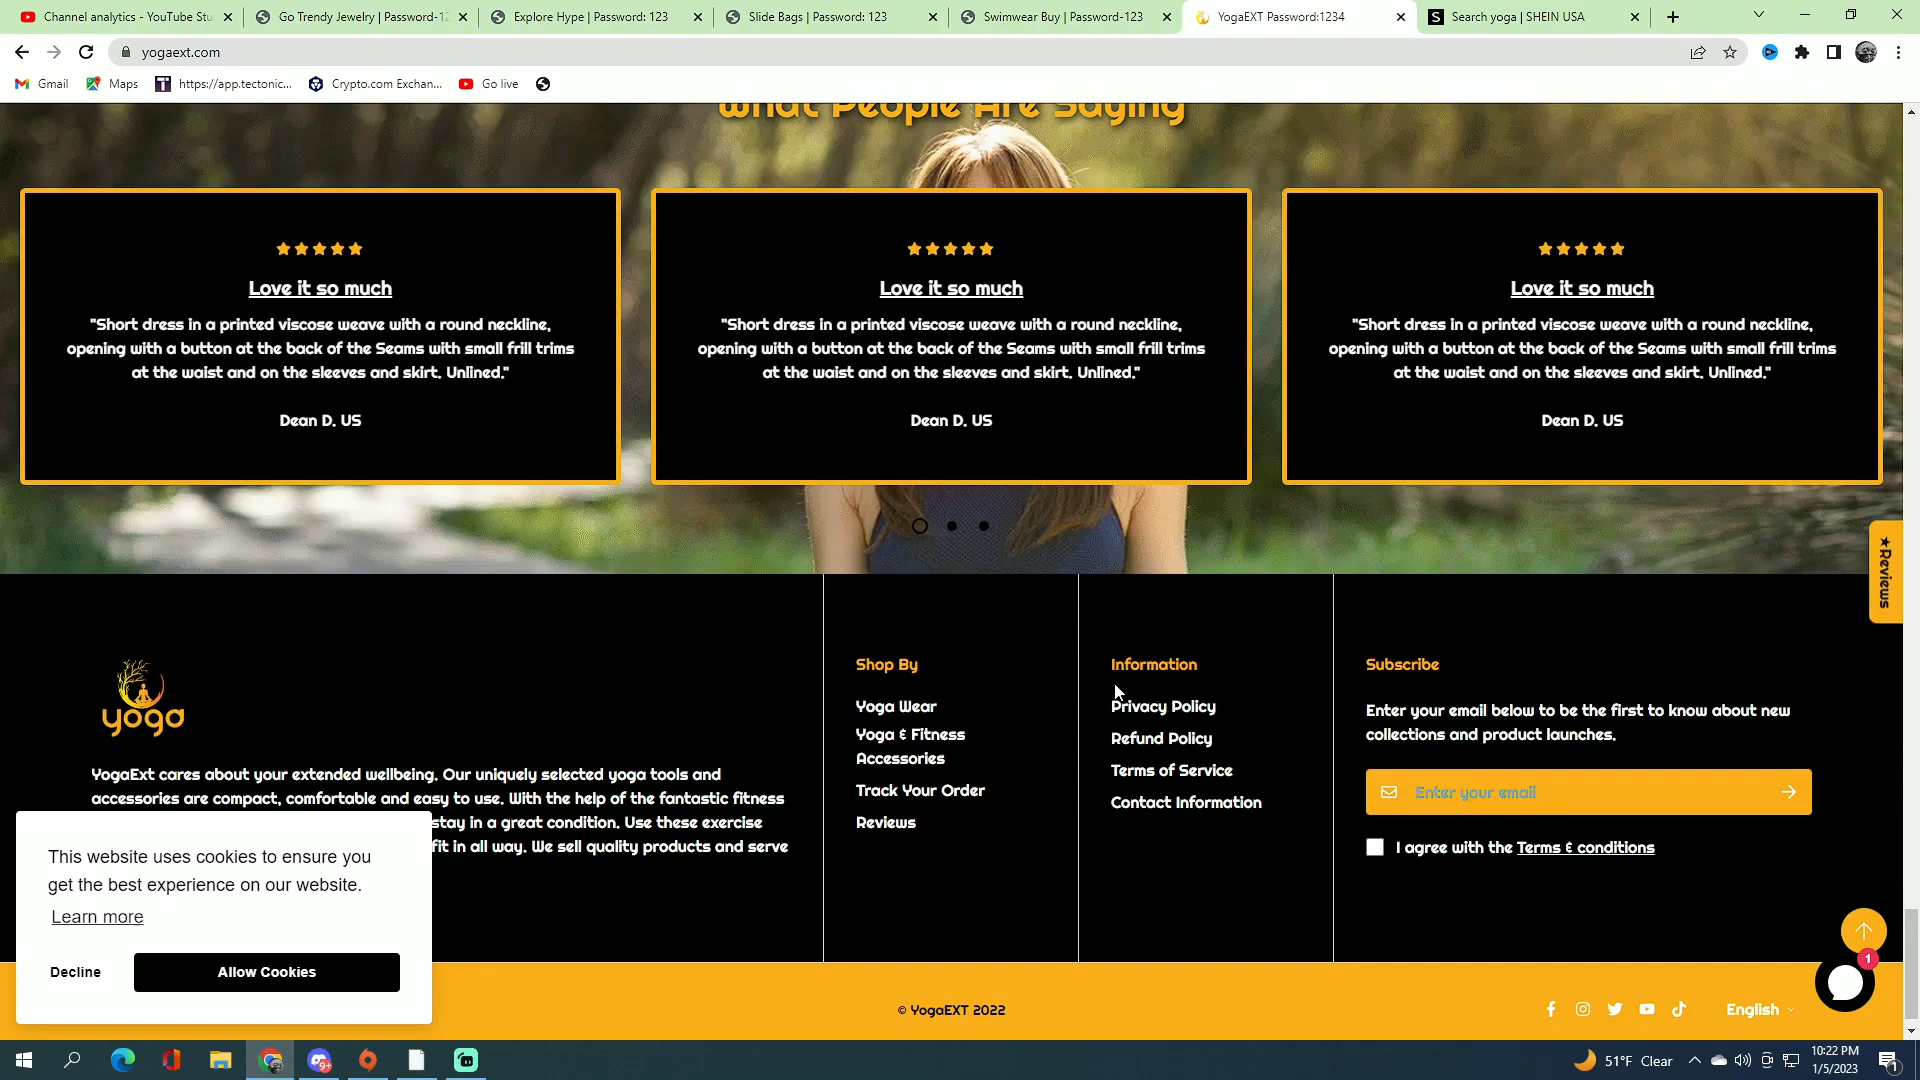 Channel analytics - YouTube Stu
Go Trendy Jewelry | Password-12
Explore Hype | Password: 123
Slide Bags | Password: 123
Swimwear Buy | Password-123
YogaEXT Password:1234
Search yoga | SHEIN USA
yogaext.com
Gmail
Maps
https://app.tectonic...
Crypto.com Exchan...
Go live
What People Are Saying
Love it so much
"Short dress in a printed viscose weave with a round neckline,
opening with a button at the back of the Seams with small frill trims
at the waist and on the sleeves and skirt. Unlined."
Dean D. US
Love it so much
"Short dress in a printed viscose weave with a round neckline,
opening with a button at the back of the Seams with small frill trims
at the waist and on the sleeves and skirt. Unlined."
Dean D. US
Love it so much
"Short dress in a printed viscose weave with a round neckline,
opening with a button at the back of the Seams with small frill trims
at the waist and on the sleeves and skirt. Unlined."
Dean D. US
★Reviews
yoga
YogaExt cares about your extended wellbeing. Our uniquely selected yoga tools and
accessories are compact, comfortable and easy to use. With the help of the fantastic fitness
stay in a great condition. Use these exercise
fit in all way. We sell quality products and serve
Shop By
Yoga Wear
Yoga & Fitness
Accessories
Track Your Order
Reviews
Information
Privacy Policy
Refund Policy
Terms of Service
Contact Information
Subscribe
Enter your email below to be the first to know about new
collections and product launches.
Enter your email
I agree with the Terms & conditions
This website uses cookies to ensure you
get the best experience on our website.
Learn more
Decline
Allow Cookies
© YogaEXT 2022
English
1
9+
51°F Clear
10:22 PM
1/5/2023
1